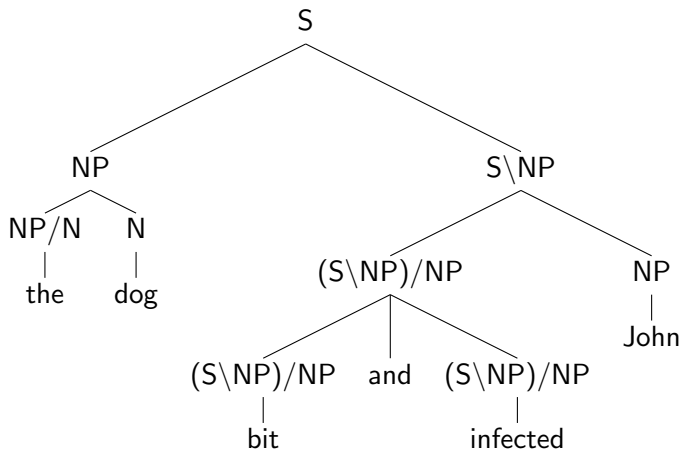 S
NP S\NP
NP/N N (S\NP)/NP NP
the dog John
(S\NP)/NP and (S\NP)/NP
bit infected